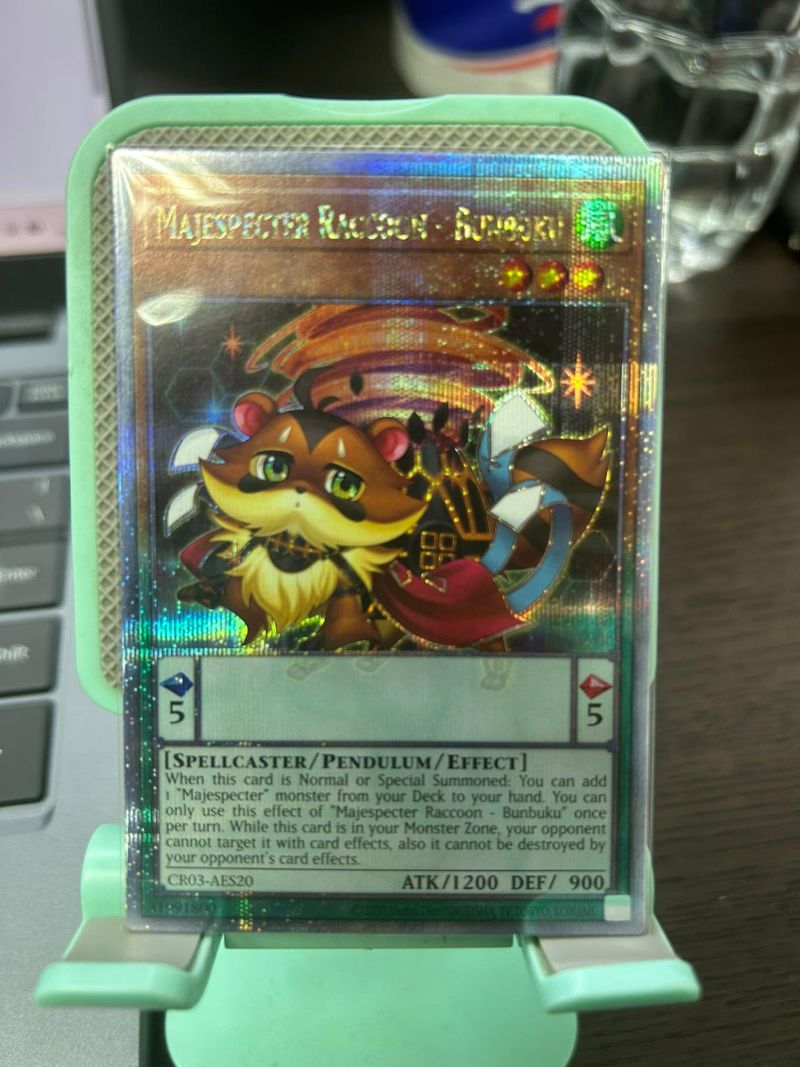 MAJESPECTER RACCOON - BUNBUKU
5
5
[SPELLCASTER/PENDULUM/EFFECT]
When this card is Normal or Special Summoned: You can add
1 "Majespecter" monster from your Deck to your hand. You can
only use this effect of "Majespecter Raccoon - Bunbuku" once
per turn. While this card is in your Monster Zone, your opponent
cannot target it with card effects, also it cannot be destroyed by
your opponent's card effects.
CR03-AES20
ATK/1200 DEF/ 900